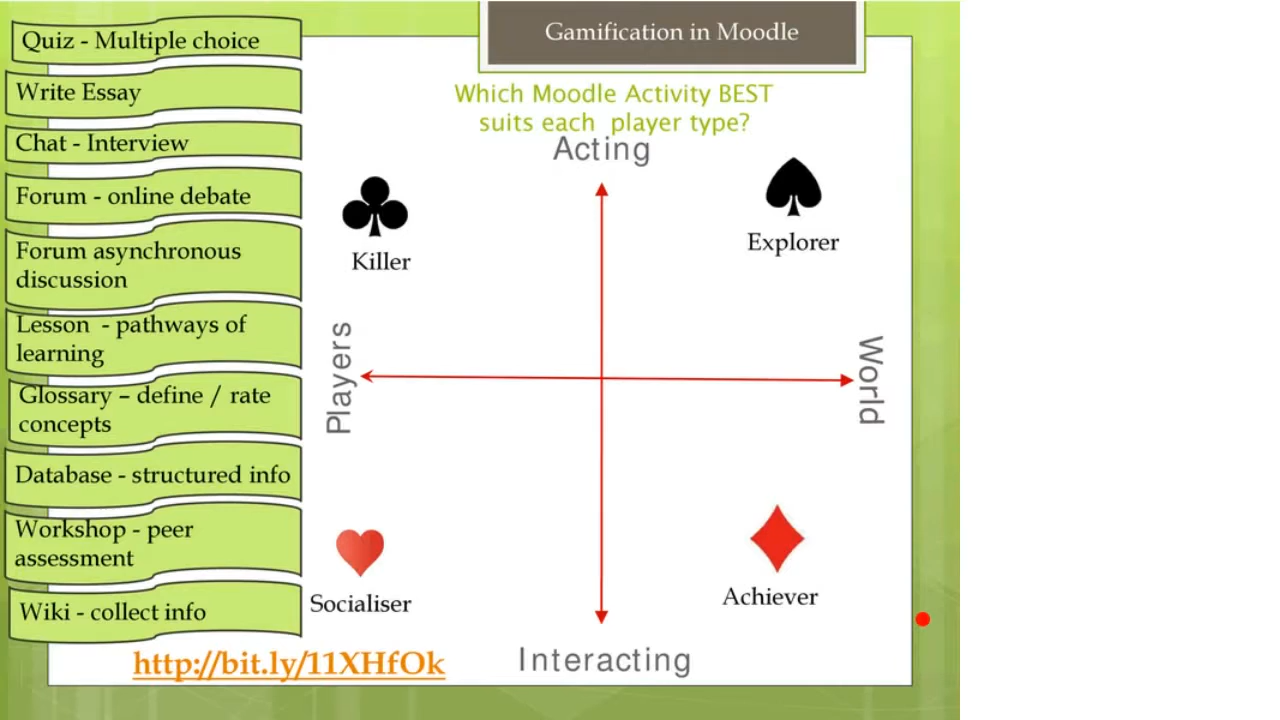 Gamification in Moodle
Which Moodle Activity BEST
suits each player type?
Quiz - Multiple choice
Write Essay
Chat - Interview
Forum - online debate
Forum asynchronous
discussion
Lesson - pathways of
learning
Glossary – define / rate
concepts
Database - structured info
Workshop - peer
assessment
Wiki - collect info
Acting
Killer
Explorer
Players
World
Socialiser
Achiever
Interacting
http://bit.ly/11XHfOk